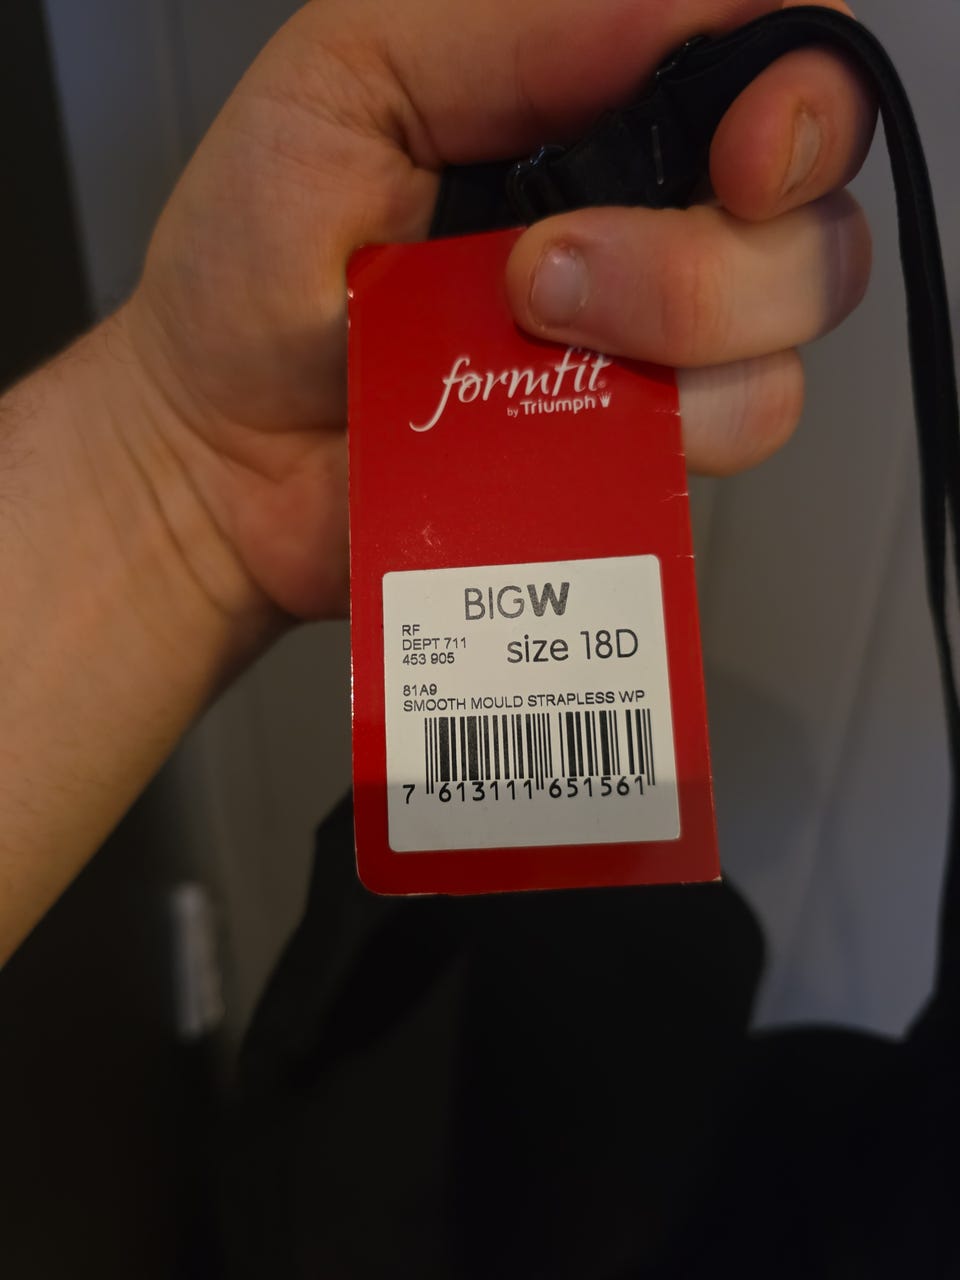 formfit®
by Triumph
BIGW
RF
DEPT 711
453 905
size 18D
81A9
SMOOTH MOULD STRAPLESS WP
7 613111 651561